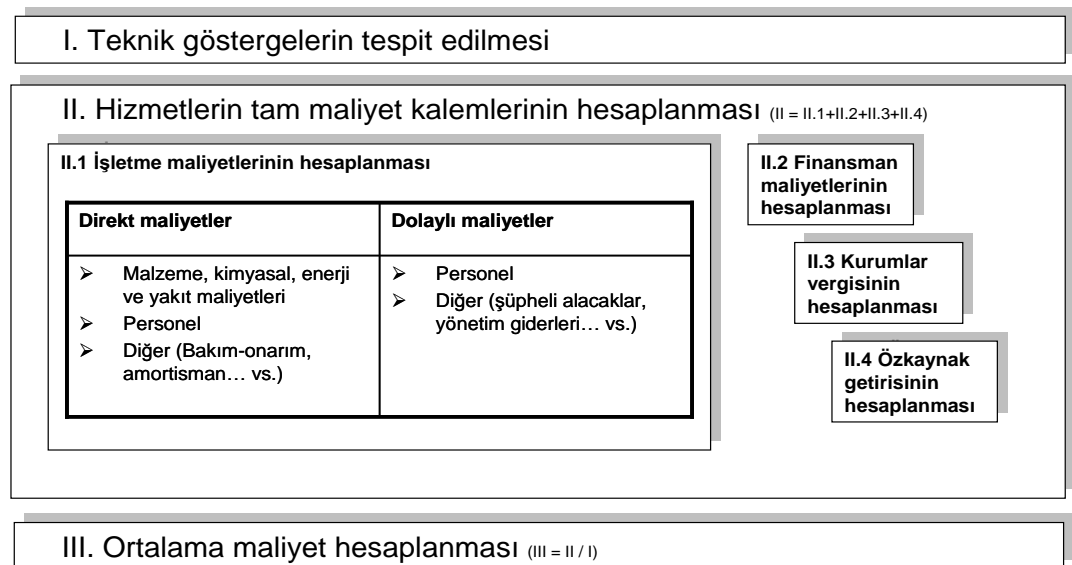 I. Teknik göstergelerin tespit edilmesi
II. Hizmetlerin tam maliyet kalemlerinin hesaplanması (II = II.1+II.2+II.3+II.4)
II.1 İşletme maliyetlerinin hesaplanması
Direkt maliyetler
➢ Malzeme, kimyasal, enerji
ve yakıt maliyetleri
➢ Personel
➢ Diğer (Bakım-onarım,
amortisman… vs.)
Dolaylı maliyetler
➢ Personel
➢ Diğer (şüpheli alacaklar,
yönetim giderleri… vs.)
II.2 Finansman
maliyetlerinin
hesaplanması
II.3 Kurumlar
vergisinin
hesaplanması
II.4 Özkaynak
getirisinin
hesaplanması
III. Ortalama maliyet hesaplanması (III = II / I)